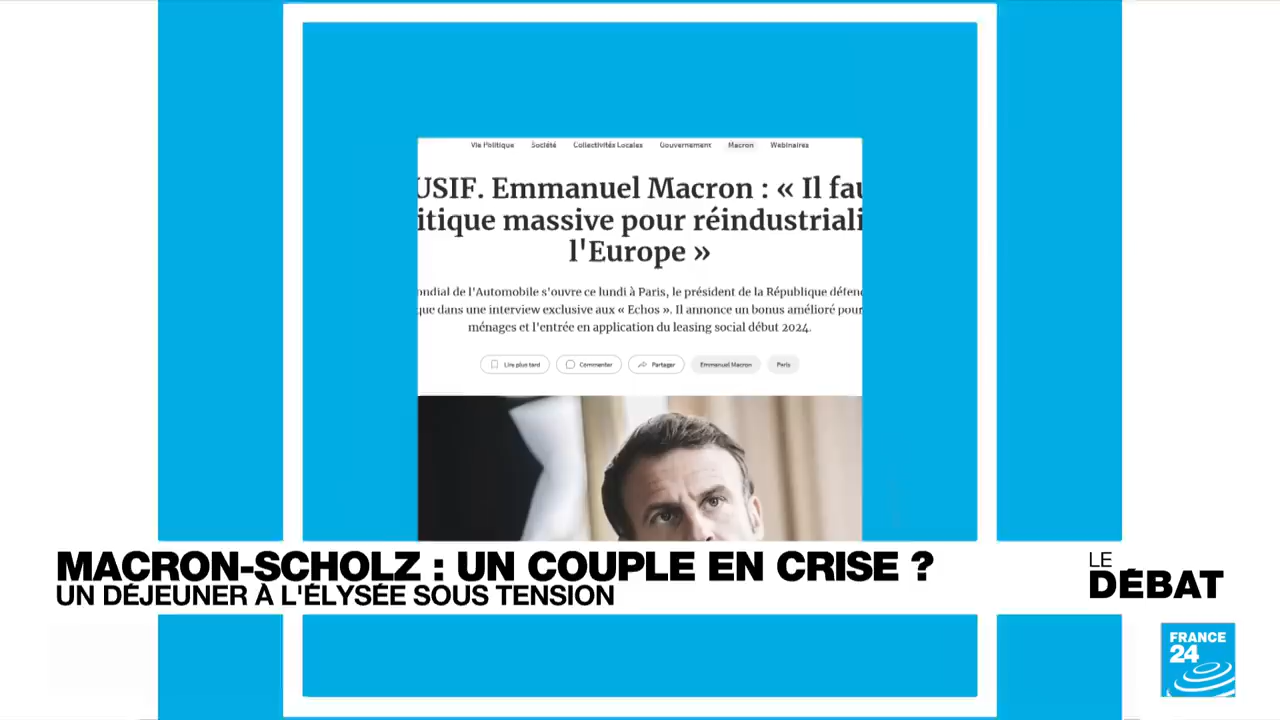 Vie Politique Société Collectivités Locales Gouvernement Macron Webinaires
USIF. Emmanuel Macron : « Il fau
itique massive pour réindustriali
l'Europe »
ondial de l'Automobile s'ouvre ce lundi à Paris, le président de la République défend
que dans une interview exclusive aux « Echos ». Il annonce un bonus amélioré pour
ménages et l'entrée en application du leasing social début 2024.
Lire plus tard Commenter Partager Emmanuel Macron Paris
MACRON-SCHOLZ : UN COUPLE EN CRISE ?
UN DÉJEUNER À L'ÉLYSÉE SOUS TENSION
LE
DÉBAT
FRANCE
24